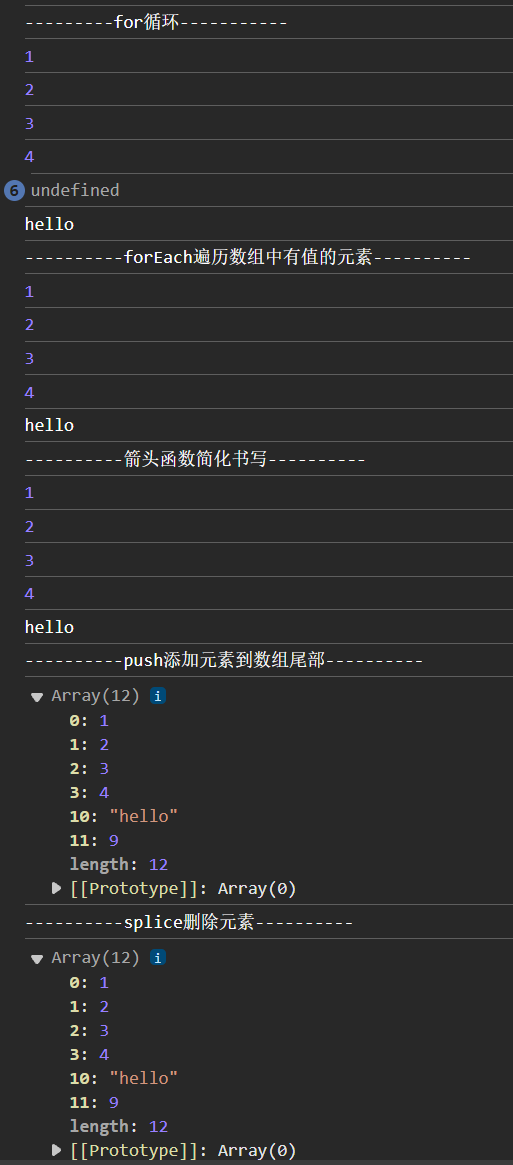 ---------for循环-----------
1
2
3
4
6 undefined
hello
----------forEach遍历数组中有值的元素----------
1
2
3
4
hello
----------箭头函数简化书写----------
1
2
3
4
hello
----------push添加元素到数组尾部----------
▼ Array(12) i
0: 1
1: 2
2: 3
3: 4
10: "hello"
11: 9
length: 12
▶ [[Prototype]]: Array(0)
----------splice删除元素----------
▼ Array(12) i
0: 1
1: 2
2: 3
3: 4
10: "hello"
11: 9
length: 12
▶ [[Prototype]]: Array(0)